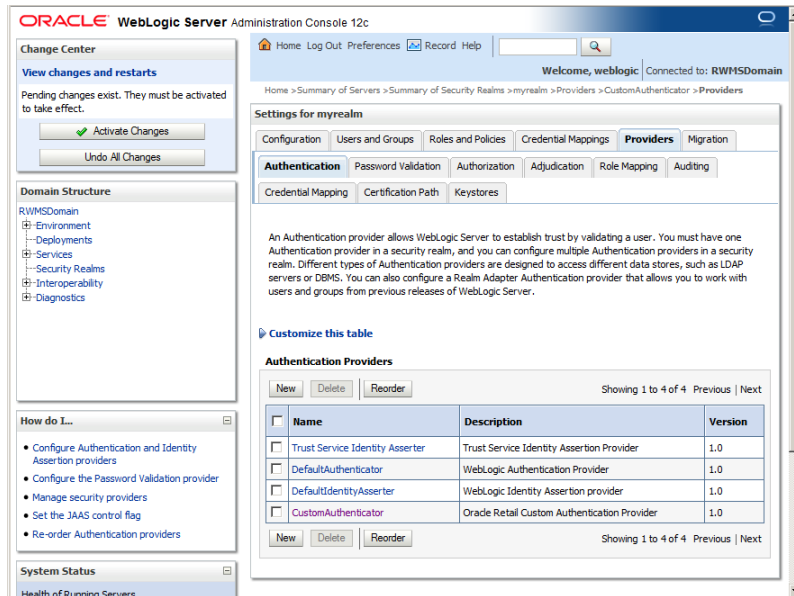 ORACLE WebLogic Server Administration Console 12c
Change Center
View changes and restarts
Pending changes exist. They must be activated
to take effect.
Activate Changes
Undo All Changes
Domain Structure
RWMSDomain
Environment
Deployments
Services
Security Realms
Interoperability
Diagnostics
How do I...
Configure Authentication and Identity
Assertion providers
Configure the Password Validation provider
Manage security providers
Set the JAAS control flag
Re-order Authentication providers
System Status
Health of Running Servers
Home Log Out Preferences Record Help
Welcome, weblogic Connected to: RWMSDomain
Home >Summary of Servers >Summary of Security Realms >myrealm >Providers >CustomAuthenticator >Providers
Settings for myrealm
Configuration Users and Groups Roles and Policies Credential Mappings Providers Migration
Authentication Password Validation Authorization Adjudication Role Mapping Auditing
Credential Mapping Certification Path Keystores
An Authentication provider allows WebLogic Server to establish trust by validating a user. You must have one
Authentication provider in a security realm, and you can configure multiple Authentication providers in a security
realm. Different types of Authentication providers are designed to access different data stores, such as LDAP
servers or DBMS. You can also configure a Realm Adapter Authentication provider that allows you to work with
users and groups from previous releases of WebLogic Server.
Customize this table
Authentication Providers
New Delete Reorder Showing 1 to 4 of 4 Previous | Next
Name Description Version
Trust Service Identity Asserter Trust Service Identity Assertion Provider 1.0
DefaultAuthenticator WebLogic Authentication Provider 1.0
DefaultIdentityAsserter WebLogic Identity Assertion provider 1.0
CustomAuthenticator Oracle Retail Custom Authentication Provider 1.0
New Delete Reorder Showing 1 to 4 of 4 Previous | Next